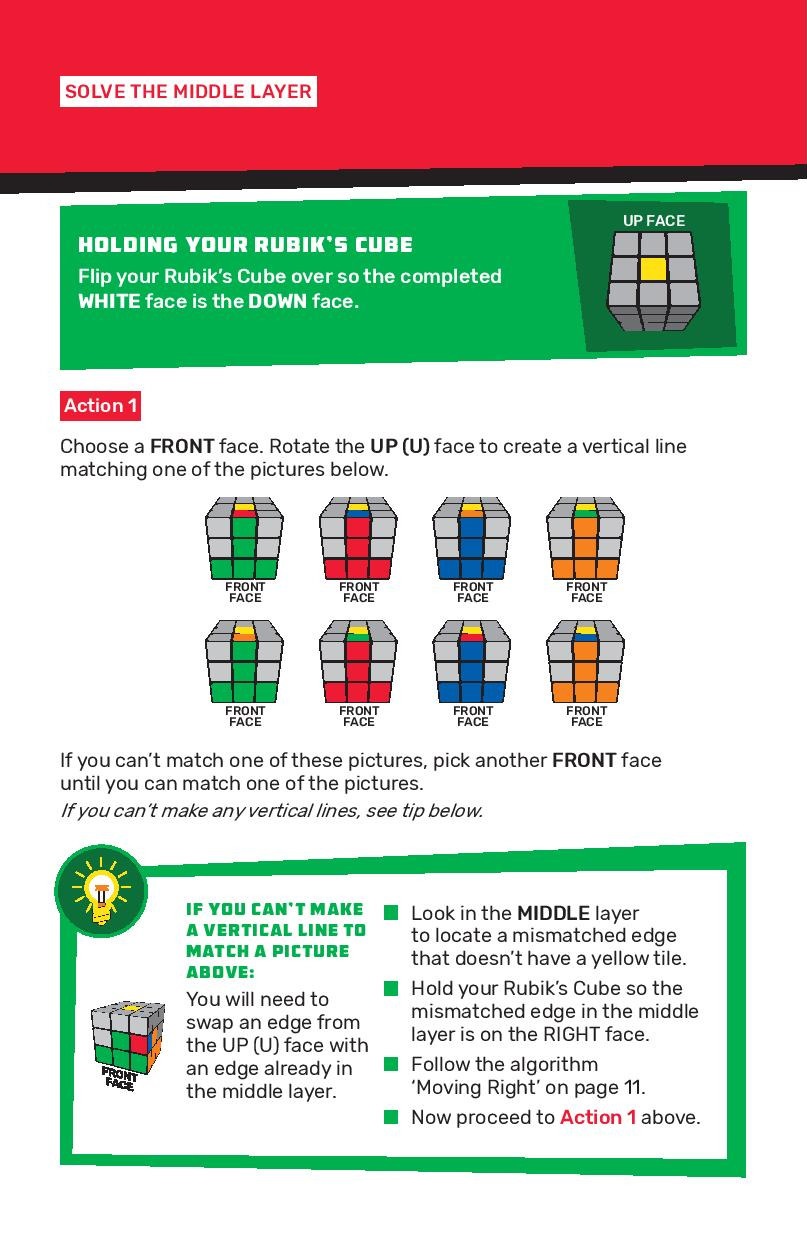 SOLVE THE MIDDLE LAYER
HOLDING YOUR RUBIK'S CUBE
Flip your Rubik's Cube over so the completed
WHITE face is the DOWN face.
UP FACE
Action 1
Choose a FRONT face. Rotate the UP (U) face to create a vertical line
matching one of the pictures below.
FRONT
FACE
FRONT
FACE
FRONT
FACE
FRONT
FACE
FRONT
FACE
FRONT
FACE
FRONT
FACE
FRONT
FACE
If you can't match one of these pictures, pick another FRONT face
until you can match one of the pictures.
If you can't make any vertical lines, see tip below.
IF YOU CAN'T MAKE
A VERTICAL LINE TO
MATCH A PICTURE
ABOVE:
You will need to
swap an edge from
the UP (U) face with
an edge already in
the middle layer.
FRONT
FACE
Look in the MIDDLE layer
to locate a mismatched edge
that doesn't have a yellow tile.
Hold your Rubik's Cube so the
mismatched edge in the middle
layer is on the RIGHT face.
Follow the algorithm
'Moving Right' on page 11.
Now proceed to Action 1 above.